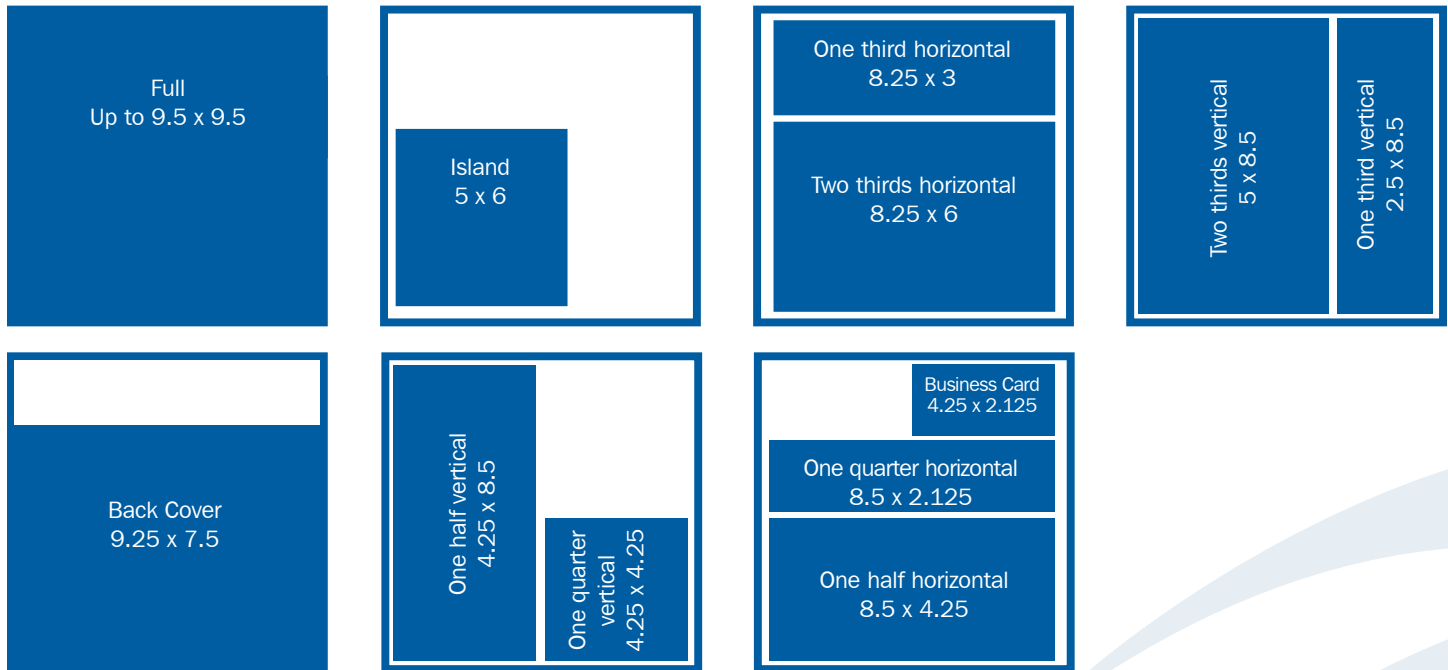 Full
Up to 9.5 x 9.5
Island
5 x 6
One third horizontal
8.25 x 3
Two thirds horizontal
8.25 x 6
Two thirds vertical
5 x 8.5
One third vertical
2.5 x 8.5
Back Cover
9.25 x 7.5
One half vertical
4.25 x 8.5
One quarter
vertical
4.25 x 4.25
Business Card
4.25 x 2.125
One quarter horizontal
8.5 x 2.125
One half horizontal
8.5 x 4.25